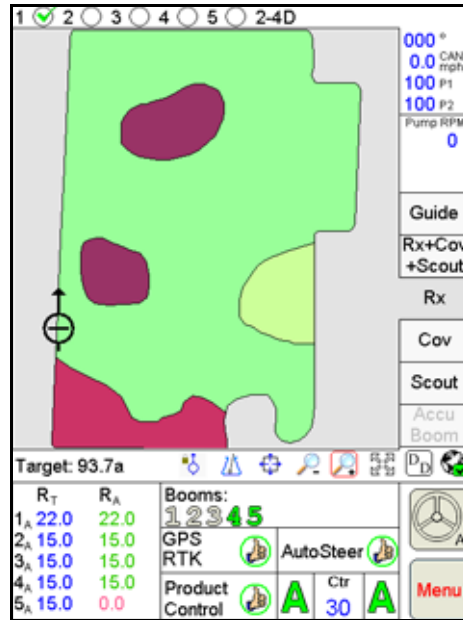 1 2 3 4 5 2-4D
000 °
0.0 CAN mph
100 P1
100 P2
Pump RPM
0
Guide
Rx+Cov
+Scout
Rx
Cov
Scout
Accu
Boom
Target: 93.7a
D D
RT RA
1A 22.0 22.0
2A 15.0 15.0
3A 15.0 15.0
4A 15.0 15.0
5A 15.0 0.0
Booms:
12345
GPS
RTK
AutoSteer
A
Product
Control
A
Ctr
30
A
Menu